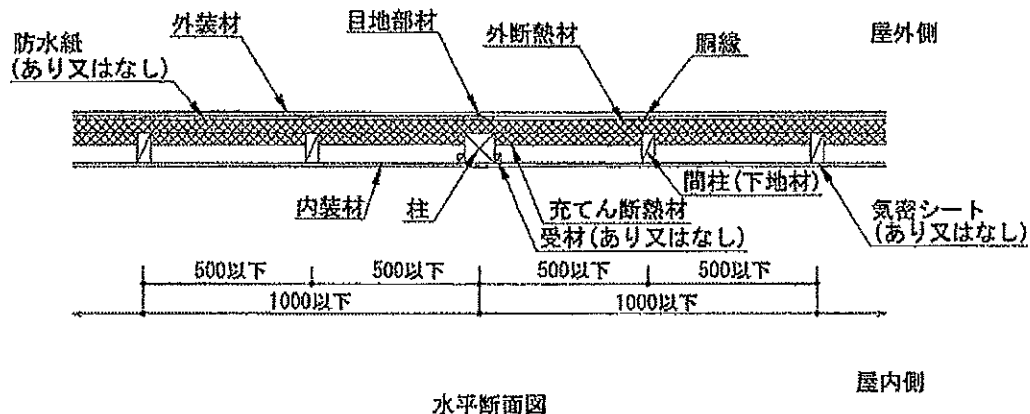 外装材
目地部材
外断熱材
胴縁
屋外側
防水紙
(あり又はなし)
内装材
柱
間柱(下地材)
充てん断熱材
受材(あり又はなし)
気密シート
(あり又はなし)
500以下
500以下
500以下
500以下
1000以下
1000以下
屋内側
水平断面図